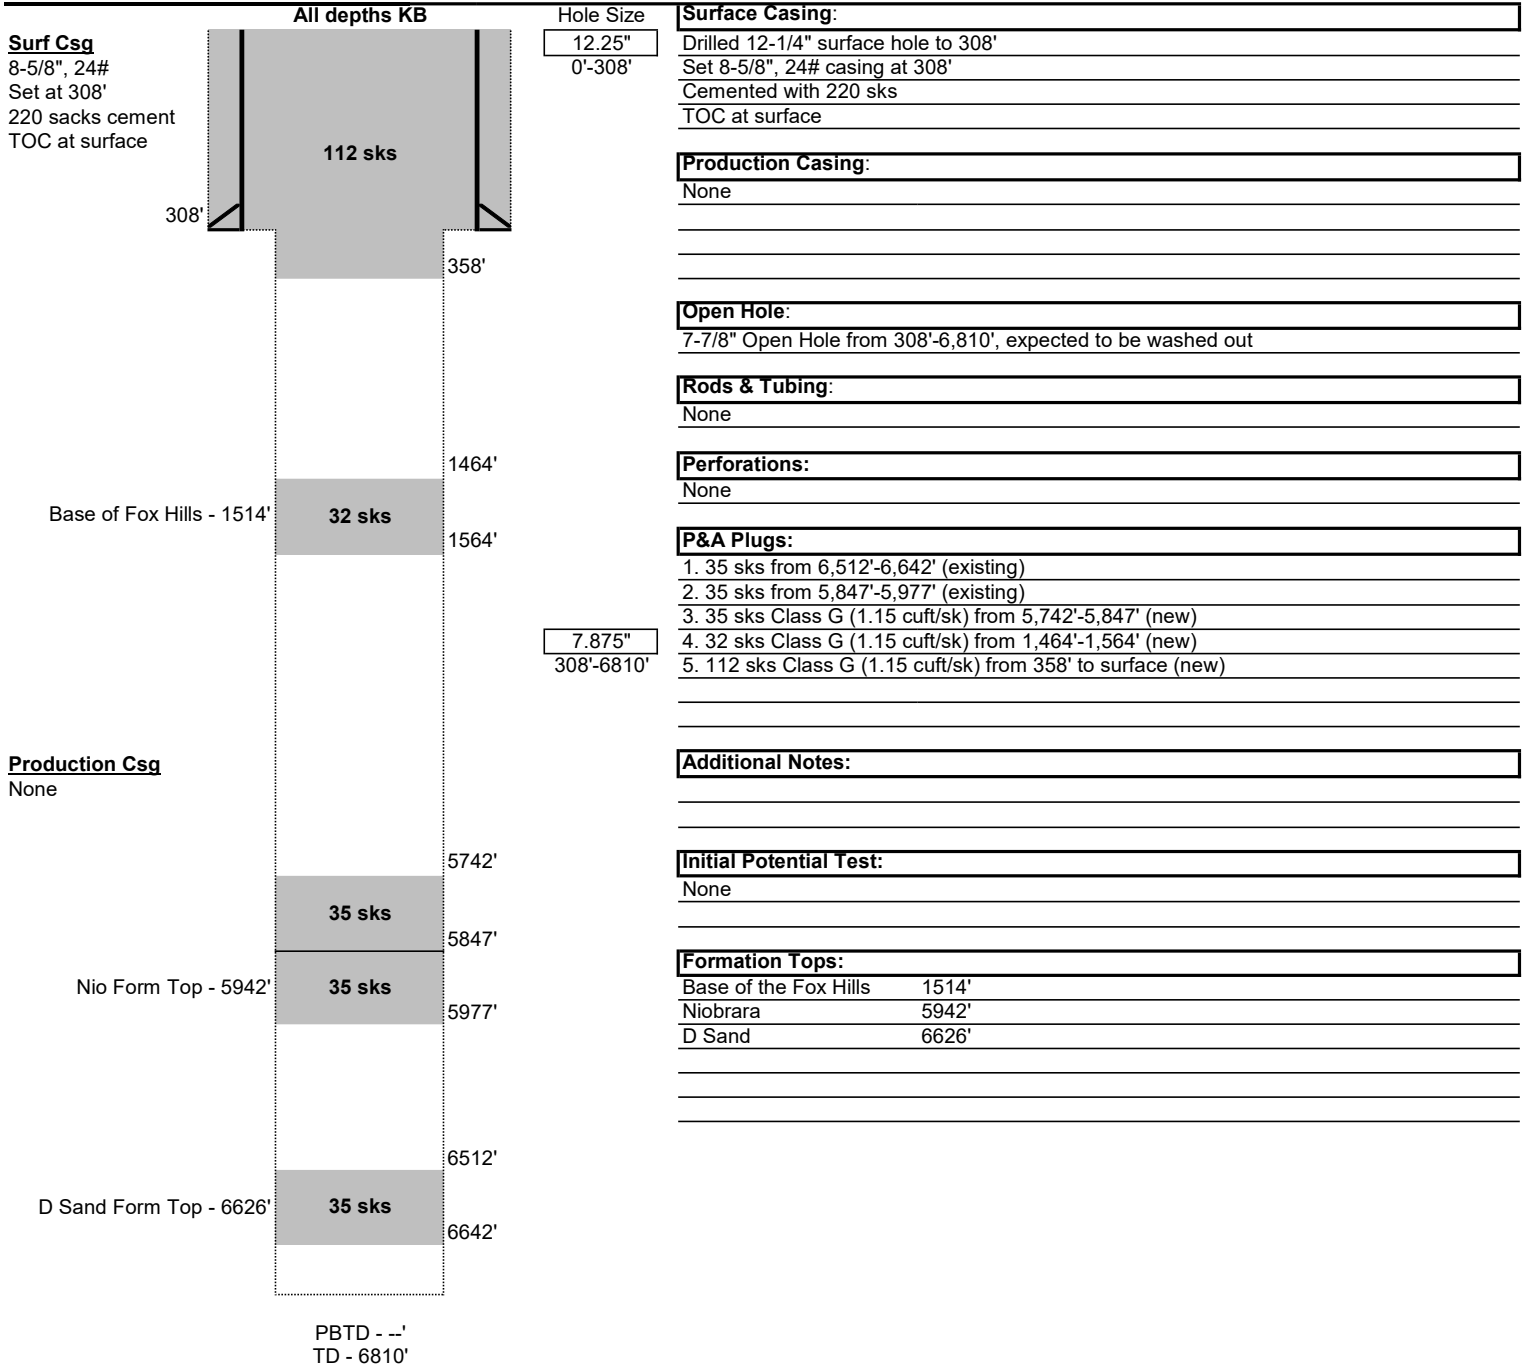 All depths KB
Surf Csg
8-5/8", 24#
Set at 308'
220 sacks cement
TOC at surface
112 sks
308'
358'
1464'
Base of Fox Hills - 1514'
32 sks
1564'
Production Csg
None
5742'
35 sks
5847'
Nio Form Top - 5942'
35 sks
5977'
6512'
D Sand Form Top - 6626'
35 sks
6642'
PBTD - --'
TD - 6810'
Hole Size
12.25"
0'-308'
7.875"
308'-6810'
Surface Casing:
Drilled 12-1/4" surface hole to 308'
Set 8-5/8", 24# casing at 308'
Cemented with 220 sks
TOC at surface
Production Casing:
None
Open Hole:
7-7/8" Open Hole from 308'-6,810', expected to be washed out
Rods & Tubing:
None
Perforations:
None
P&A Plugs:
1. 35 sks from 6,512'-6,642' (existing)
2. 35 sks from 5,847'-5,977' (existing)
3. 35 sks Class G (1.15 cuft/sk) from 5,742'-5,847' (new)
4. 32 sks Class G (1.15 cuft/sk) from 1,464'-1,564' (new)
5. 112 sks Class G (1.15 cuft/sk) from 358' to surface (new)
Additional Notes:
Initial Potential Test:
None
Formation Tops:
Base of the Fox Hills 1514'
Niobrara 5942'
D Sand 6626'